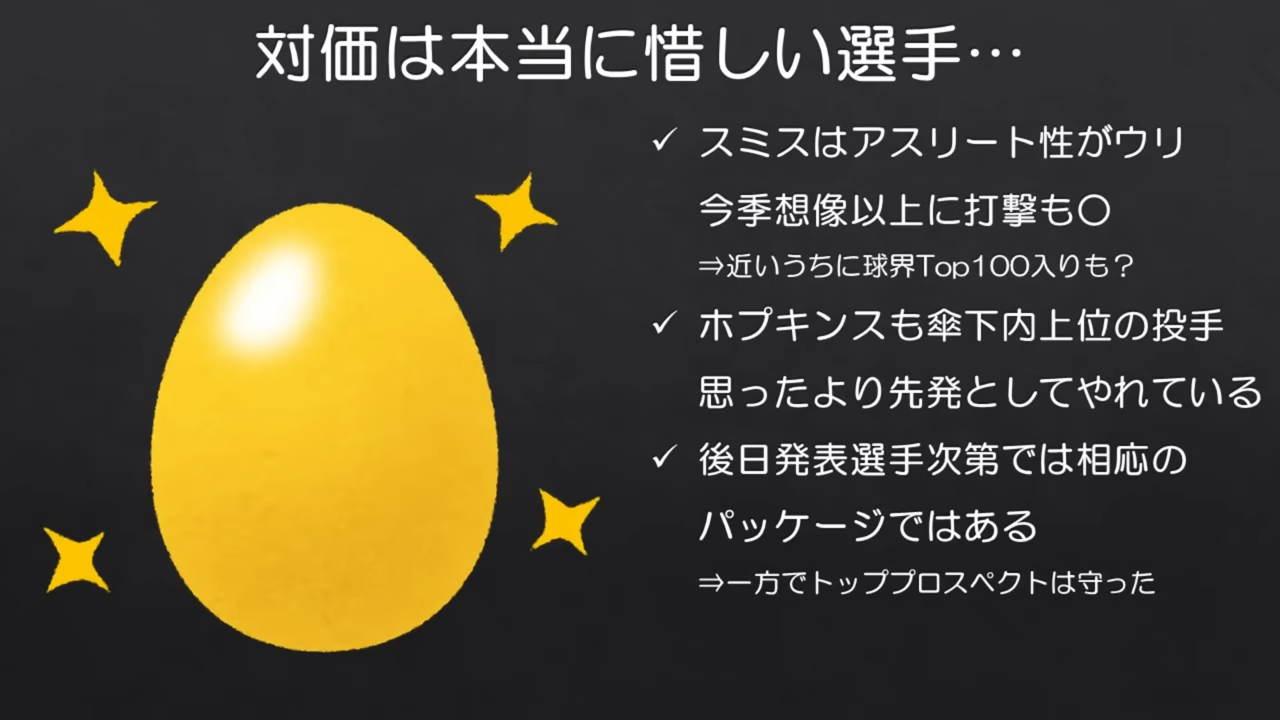 対価は本当に惜しい選手…
✓ スミスはアスリート性がウリ
今季想像以上に打撃も〇
⇒近いうちに球界Top100入りも？
✓ ホプキンスも傘下内上位の投手
思ったより先発としてやれている
✓ 後日発表選手次第では相応の
パッケージではある
⇒一方でトッププロスペクトは守った